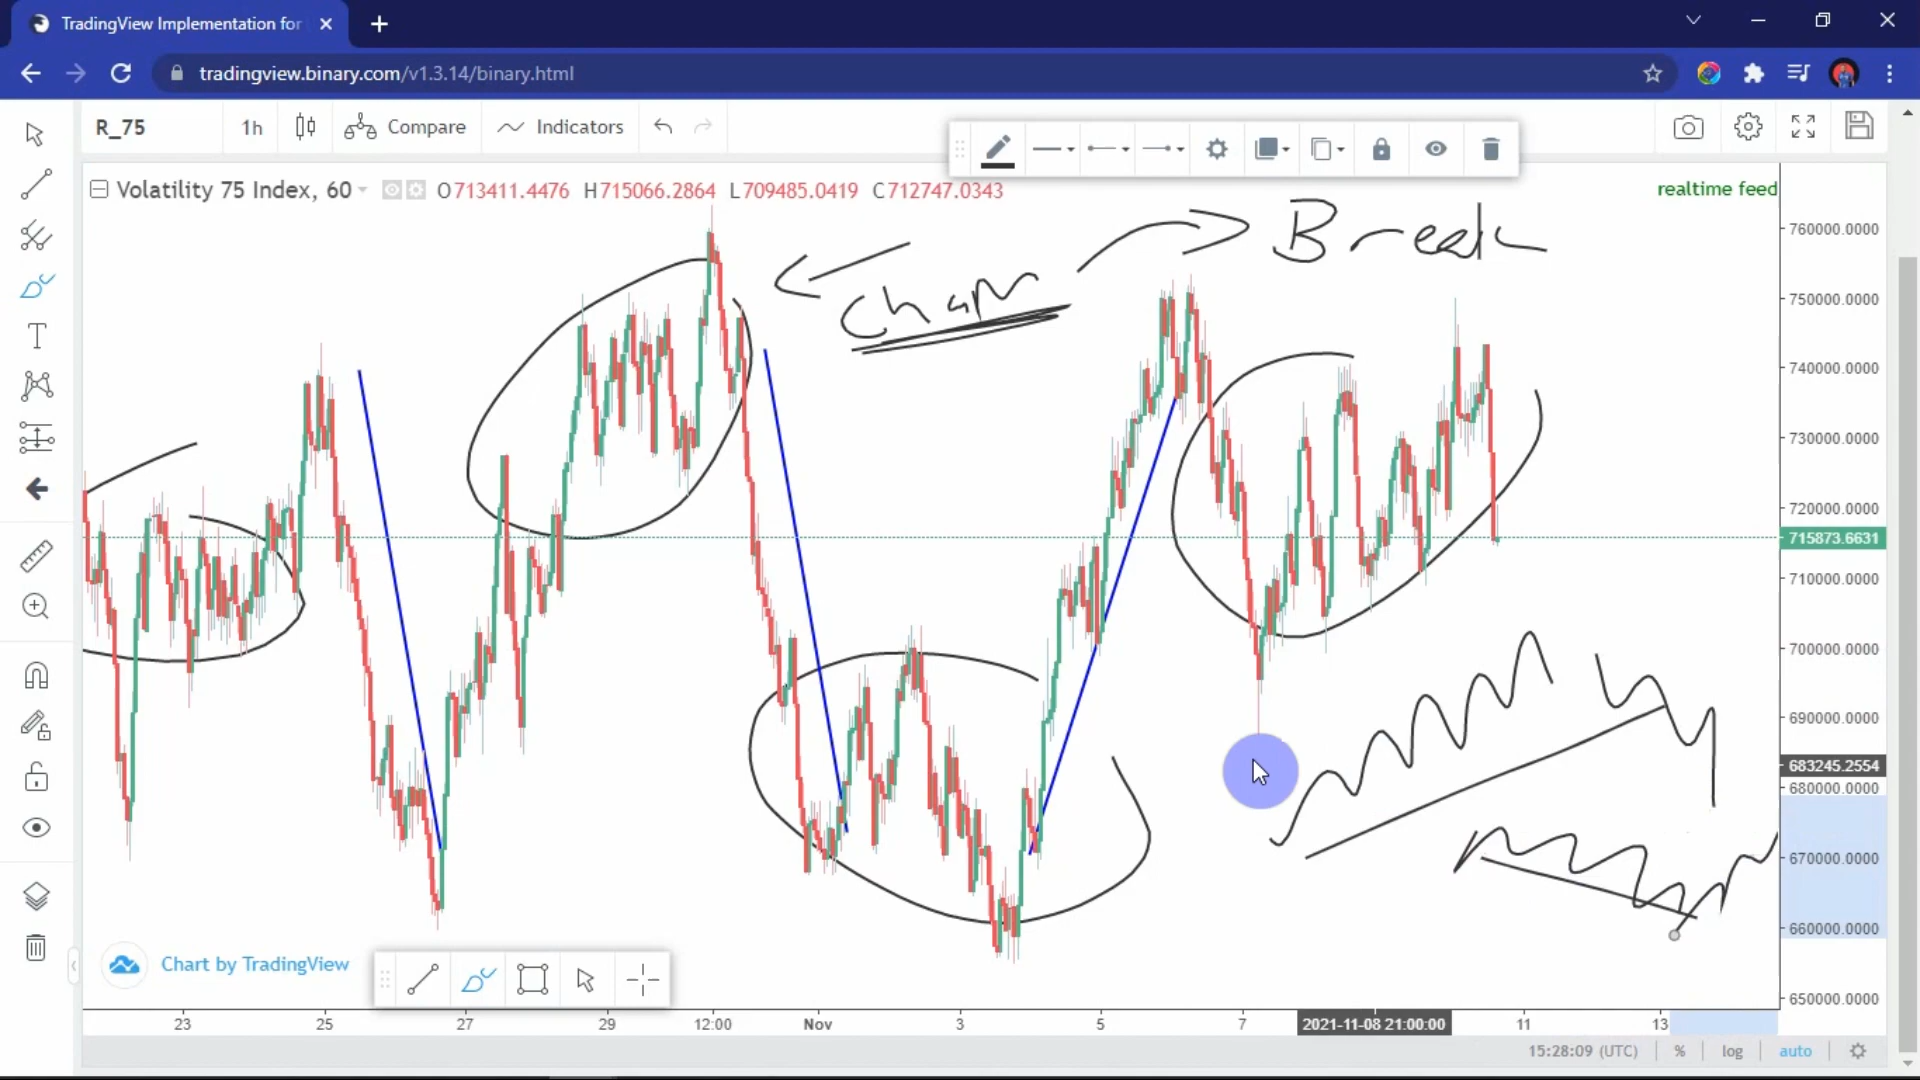 TradingView Implementation for
tradingview.binary.com/v1.3.14/binary.html
R_75
1h
Compare
Indicators
Volatility 75 Index, 60
O713411.4476 H715066.2864 L709485.0419 C712747.0343
realtime feed
Break
760000.0000
750000.0000
740000.0000
730000.0000
720000.0000
715873.6631
710000.0000
700000.0000
690000.0000
683245.2554
680000.0000
670000.0000
660000.0000
650000.0000
Chart by TradingView
23 25 27 29 12:00 Nov 3 5 7 2021-11-08 21:00:00 11 13
15:28:09 (UTC) % log auto